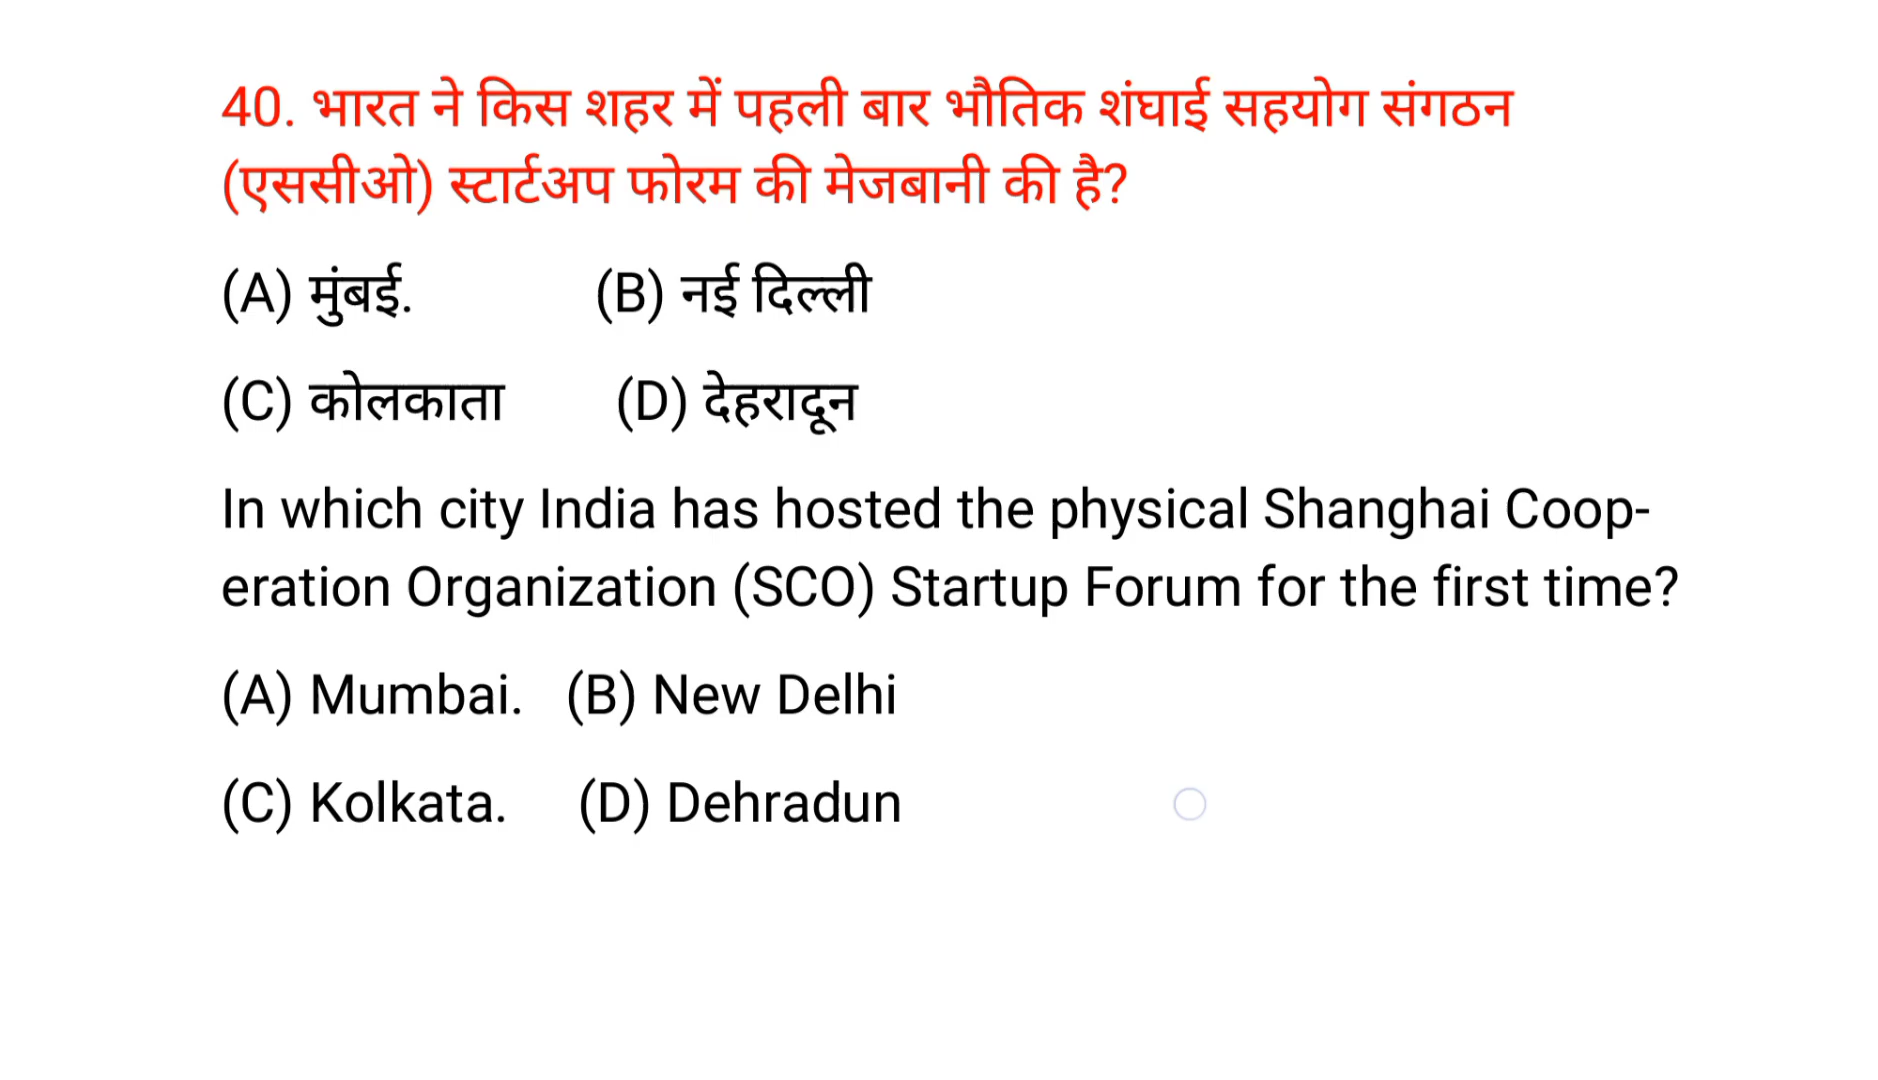 40. भारत ने किस शहर में पहली बार भौतिक शंघाई सहयोग संगठन
(एससीओ) स्टार्टअप फोरम की मेजबानी की है?
(A) मुंबई. (B) नई दिल्ली
(C) कोलकाता (D) देहरादून
In which city India has hosted the physical Shanghai Coop-
eration Organization (SCO) Startup Forum for the first time?
(A) Mumbai. (B) New Delhi
(C) Kolkata. (D) Dehradun